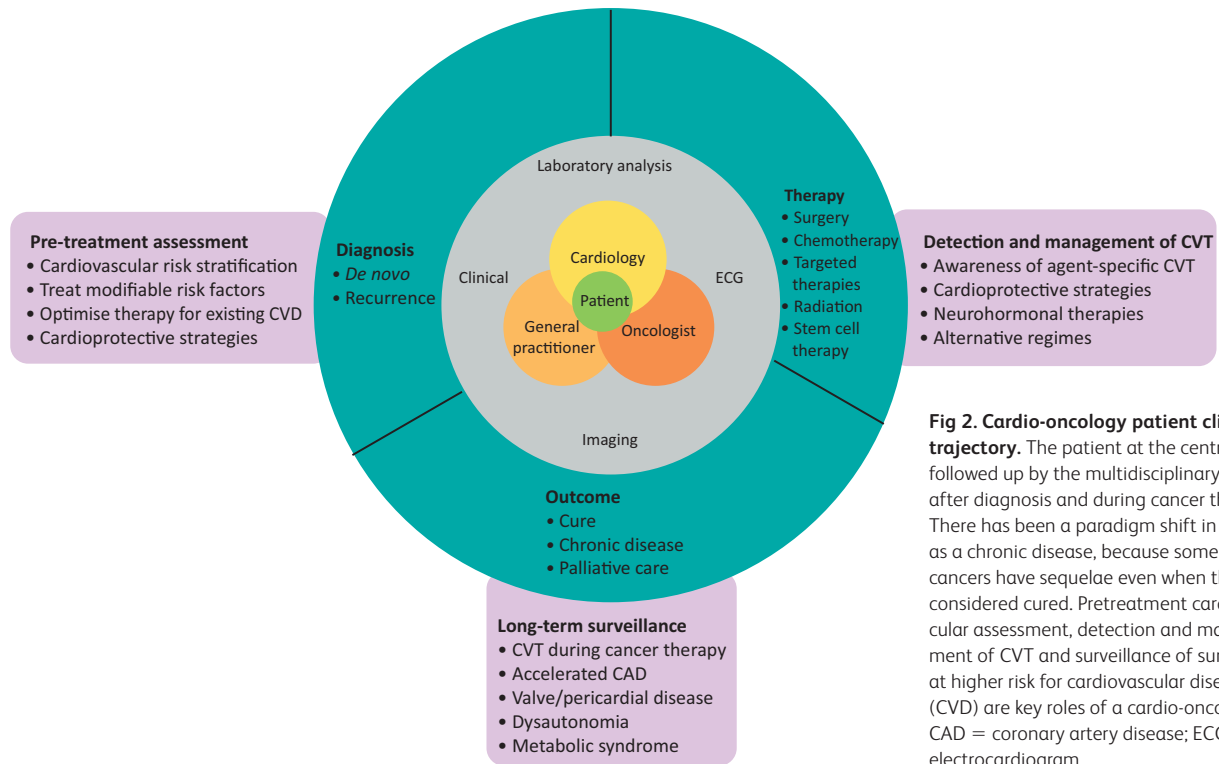 Laboratory analysis
Clinical
ECG
Imaging
Cardiology
Patient
General
practitioner
Oncologist
Diagnosis
• De novo
• Recurrence
Therapy
• Surgery
• Chemotherapy
• Targeted
therapies
• Radiation
• Stem cell
therapy
Outcome
• Cure
• Chronic disease
• Palliative care
Pre-treatment assessment
• Cardiovascular risk stratification
• Treat modifiable risk factors
• Optimise therapy for existing CVD
• Cardioprotective strategies
Detection and management of CVT
• Awareness of agent-specific CVT
• Cardioprotective strategies
• Neurohormonal therapies
• Alternative regimes
Long-term surveillance
• CVT during cancer therapy
• Accelerated CAD
• Valve/pericardial disease
• Dysautonomia
• Metabolic syndrome
Fig 2. Cardio-oncology patient cli
trajectory. The patient at the centr
followed up by the multidisciplinary
after diagnosis and during cancer th
There has been a paradigm shift in
as a chronic disease, because some
cancers have sequelae even when th
considered cured. Pretreatment card
cular assessment, detection and ma
ment of CVT and surveillance of sur
at higher risk for cardiovascular dise
(CVD) are key roles of a cardio-onco
CAD = coronary artery disease; ECG
electrocardiogram